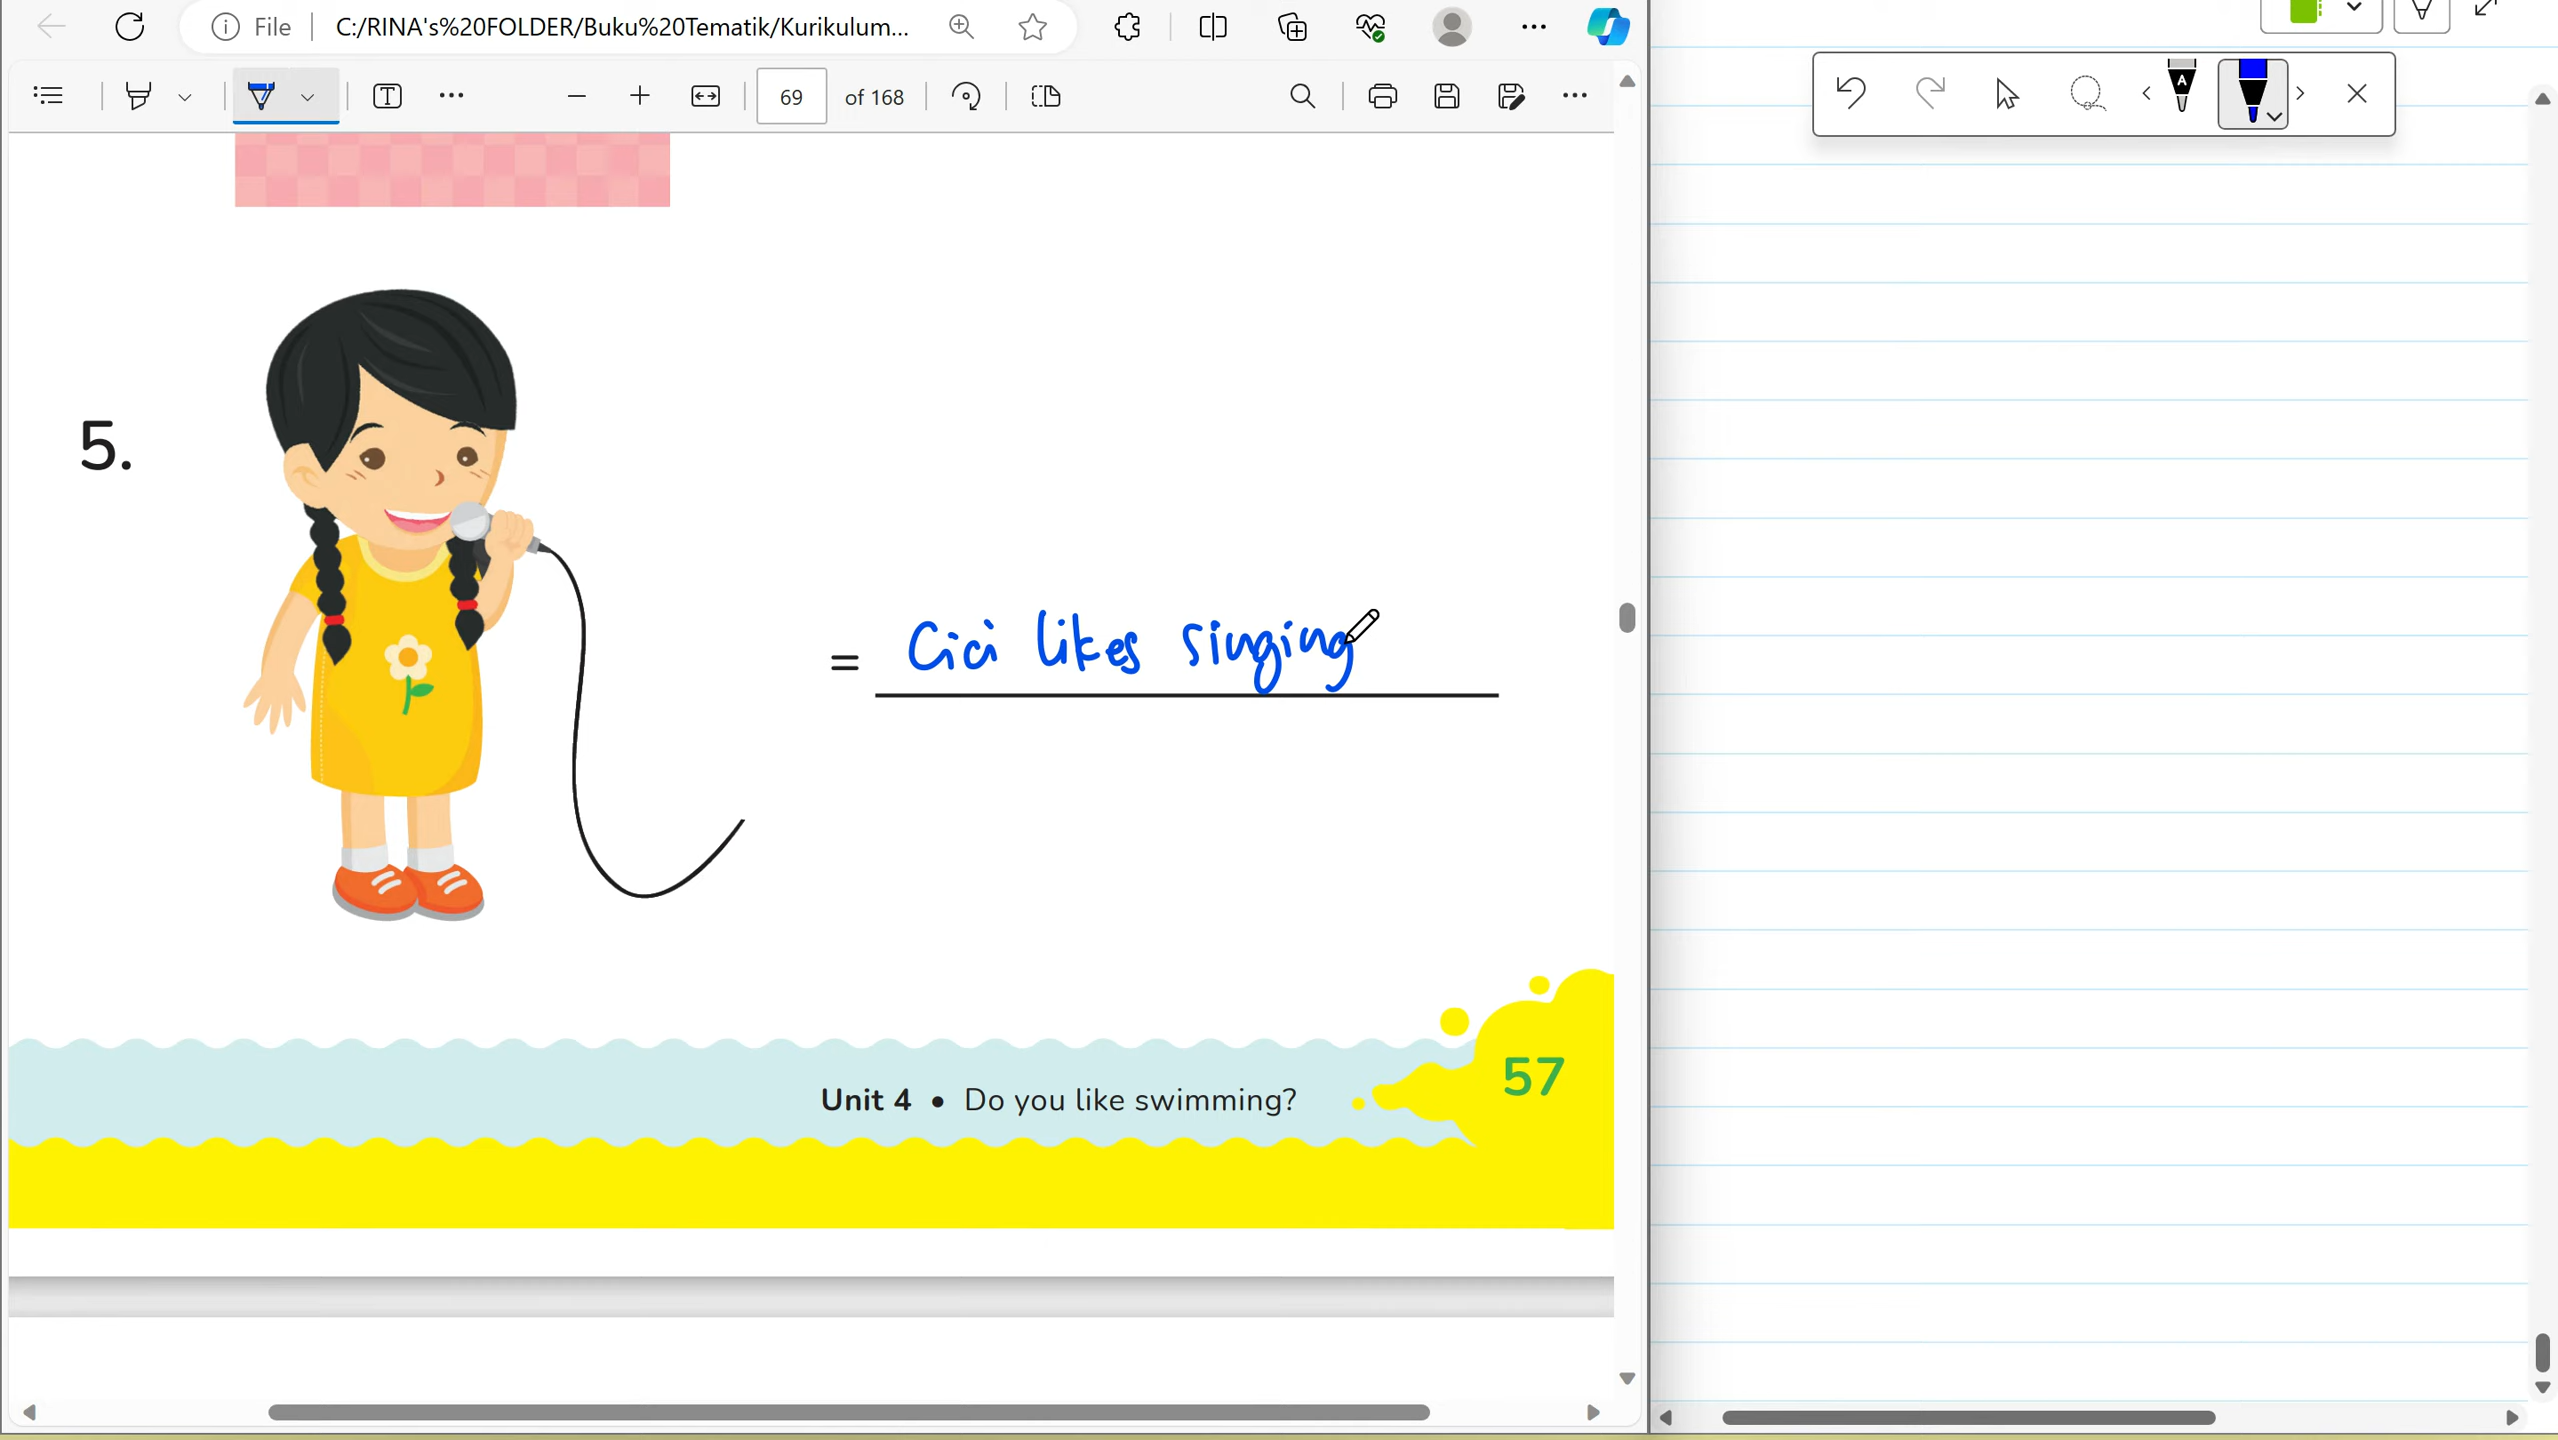 File C:/RINA's%20FOLDER/Buku%20Tematik/Kurikulum...
69 of 168
A
5.
= Cici likes singing
57
Unit 4 • Do you like swimming?